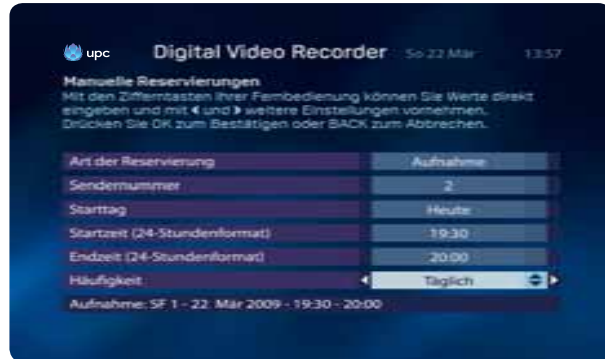 upc Digital Video Recorder So 22 Mär 13:57
Manuelle Reservierungen
Mit den Zifferntasten Ihrer Fernbedienung können Sie Werte direkt
eingeben und mit ◀ und ▶ weitere Einstellungen vornehmen.
Drücken Sie OK zum Bestätigen oder BACK zum Abbrechen.
Art der Reservierung Aufnahme
Sendernummer 2
Starttag Heute
Startzeit (24-Stundenformat) 19:30
Endzeit (24-Stundenformat) 20:00
Häufigkeit Täglich
Aufnahme: SF 1 - 22 Mär 2009 - 19:30 - 20:00